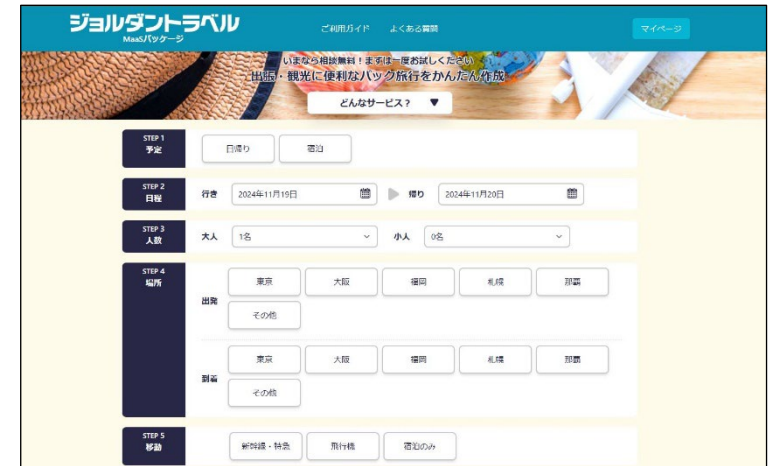 ジョルダントラベル
MaaSパッケージ
ご利用ガイド よくある質問
マイページ
いまなら相談無料！まずは一度お試しください
出張・観光に便利なパック旅行をかんたん作成
どんなサービス？ ▼
STEP 1
予定
日帰り 宿泊
STEP 2
日程
行き 2024年11月19日 帰り 2024年11月20日
STEP 3
人数
大人 1名 小人 0名
STEP 4
場所
出発
東京 大阪 福岡 札幌 那覇
その他
到着
東京 大阪 福岡 札幌 那覇
その他
STEP 5
移動
新幹線・特急 飛行機 宿泊のみ